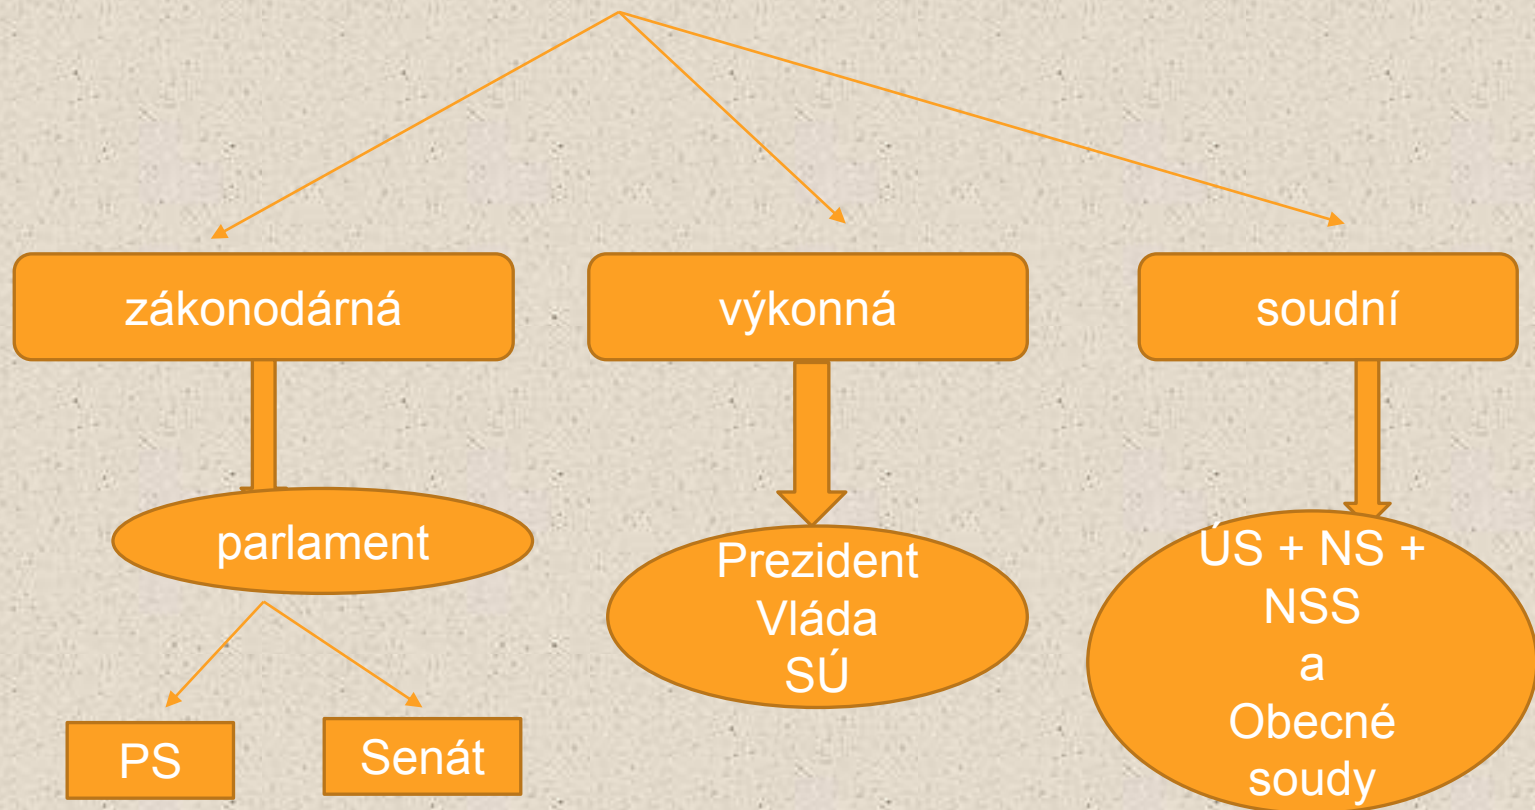 zákonodárná
výkonná
soudní
parlament
Prezident
Vláda
SÚ
ÚS + NS +
NSS
a
Obecné
soudy
PS
Senát